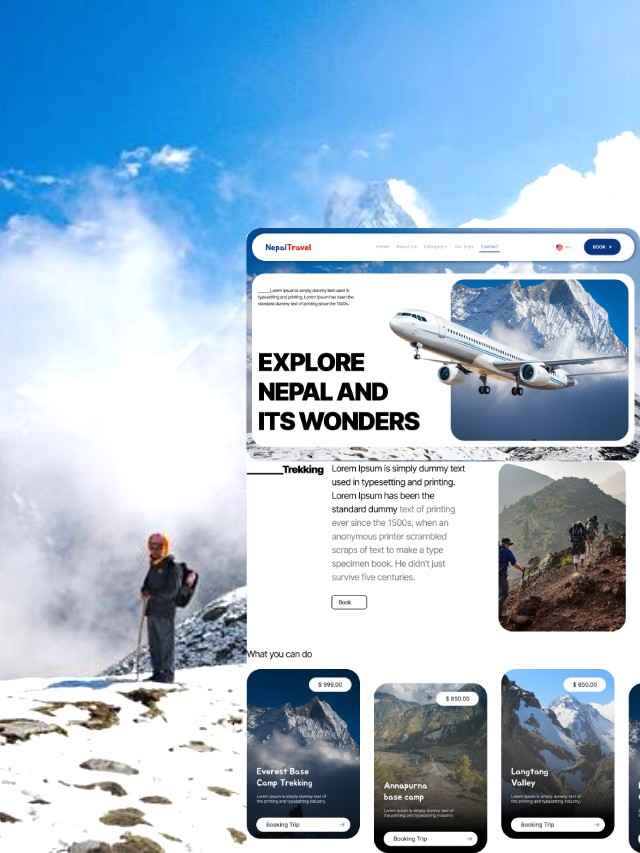 NepalTravel
Home About Us Category our trips Contact
BOOK →
_____Lorem Ipsum is simply dummy text used in
typesetting and printing. Lorem Ipsum has been the
standard dummy text of printing since the 1500s.
EXPLORE
NEPAL AND
ITS WONDERS
______Trekking
Lorem Ipsum is simply dummy text
used in typesetting and printing.
Lorem Ipsum has been the
standard dummy text of printing
ever since the 1500s, when an
anonymous printer scrambled
scraps of text to make a type
specimen book. He didn't just
survive five centuries.
Book
What you can do
$ 999.00
Everest Base
Camp Trekking
Lorem Ipsum is simply dummy text of
the printing and typesetting industry.
Booking Trip →
$ 850.00
Annapurna
base camp
Lorem Ipsum is simply dummy text of
the printing and typesetting industry.
Booking Trip →
$ 650.00
Langtang
Valley
Lorem Ipsum is simply dummy text of
the printing and typesetting industry.
Booking Trip →